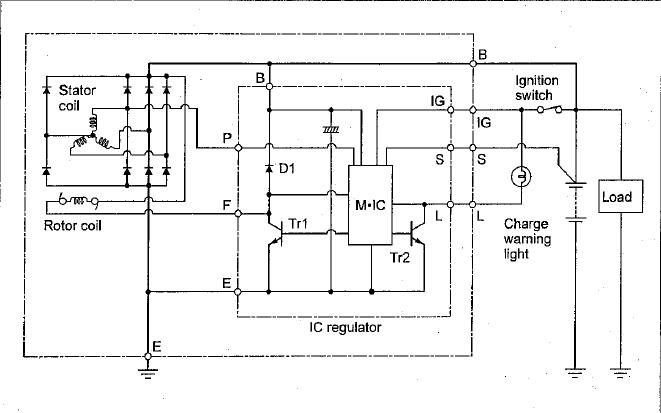 B
Ignition
switch
Stator
coil
B
IG
IG
P
S
S
D1
M•IC
Load
F
L
L
Rotor coil
Tr1
Charge
warning
light
Tr2
E
IC regulator
E